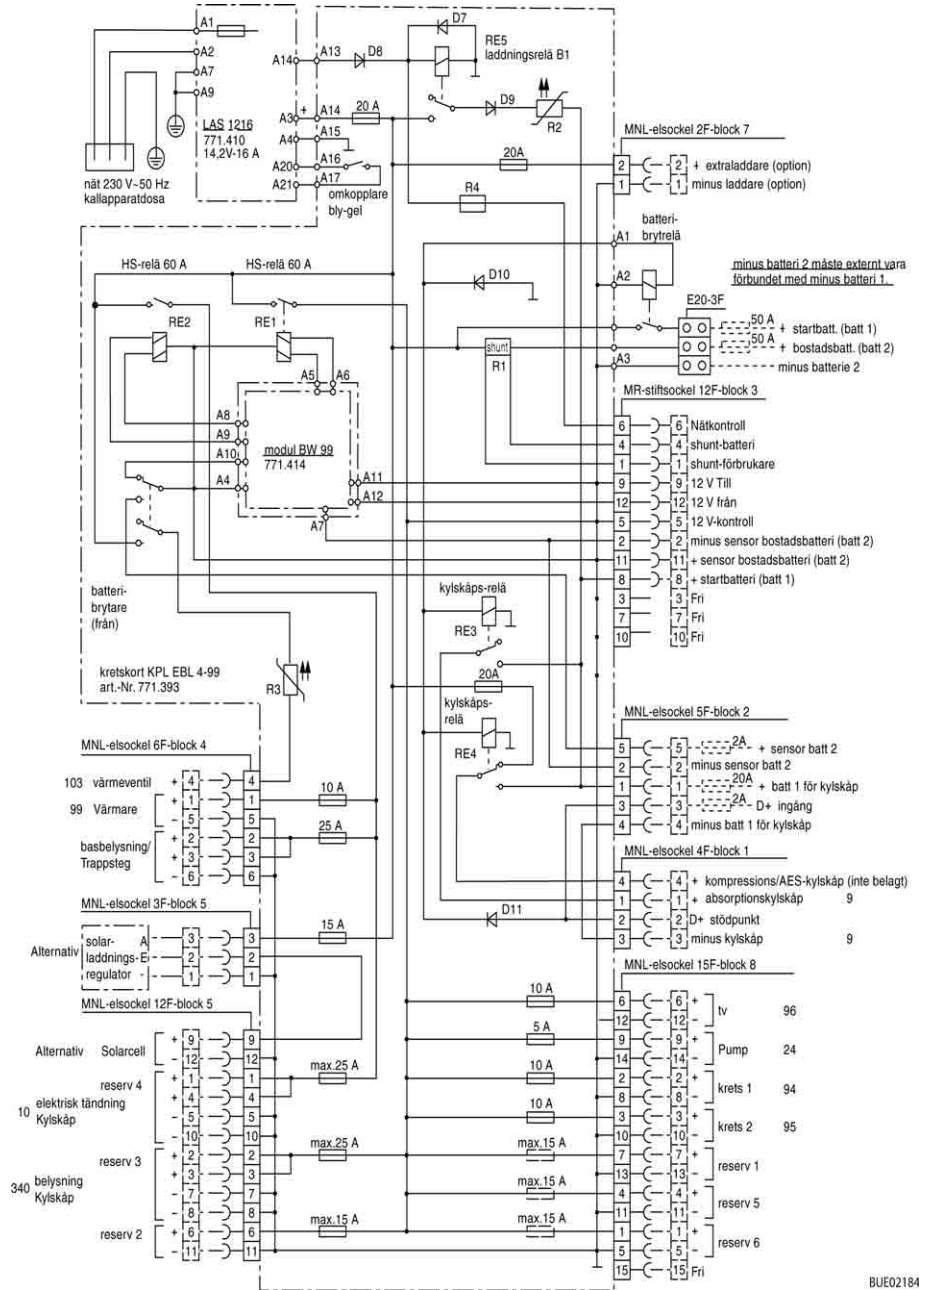 A1
A2
A7
A9
LAS 1216
771.410
14,2V-16 A
nät 230 V~50 Hz
kallapparatdosa
A14
A13
D8
D7
RE5
laddningsrelä B1
D9
R2
A3
+
A14
20 A
A4
A15
A20
A16
A21
A17
omkopplare
bly-gel
20A
R4
MNL-elsockel 2F-block 7
2 2 + extraladdare (option)
1 1 minus laddare (option)
batteri-
brytrelä
A1
A2
D10
minus batteri 2 måste externt vara
förbundet med minus batteri 1.
E20-3F
50 A
+ startbatt. (batt 1)
50 A
+ bostadsbatt. (batt 2)
A3
minus batterie 2
shunt
R1
HS-relä 60 A
HS-relä 60 A
RE2
RE1
A5
A6
A8
A9
A10
A4
modul BW 99
771.414
A11
A12
A7
batteri-
brytare
(från)
kretskort KPL EBL 4-99
art.-Nr. 771.393
R3
MR-stiftsockel 12F-block 3
6 6 Nätkontroll
4 4 shunt-batteri
1 1 shunt-förbrukare
9 9 12 V Till
12 12 12 V från
5 5 12 V-kontroll
2 2 minus sensor bostadsbatteri (batt 2)
11 11 + sensor bostadsbatteri (batt 2)
8 8 + startbatteri (batt 1)
3 3 Fri
7 7 Fri
10 10 Fri
kylskåps-relä
RE3
20A
kylskåps-
relä
RE4
D11
MNL-elsockel 5F-block 2
5 5 2A + sensor batt 2
2 2 minus sensor batt 2
1 1 20A + batt 1 för kylskåp
3 3 2A D+ ingång
4 4 minus batt 1 för kylskåp
MNL-elsockel 4F-block 1
4 4 + kompressions/AES-kylskåp (inte belagt)
1 1 + absorptionskylskåp 9
2 2 D+ stödpunkt
3 3 minus kylskåp 9
MNL-elsockel 6F-block 4
103 värmeventil + 4 4
99 Värmare + 1 1 10 A
− 5 5
basbelysning/
Trappsteg
+ 2 2 25 A
+ 3 3
− 6 6
MNL-elsockel 3F-block 5
Alternativ
solar-
laddnings-
regulator
A 3 3 15 A
E 2 2
- 1 1
MNL-elsockel 12F-block 5
Alternativ Solarcell + 9 9
− 12 12
reserv 4 + 1 1 max.25 A
+ 4 4
10 elektrisk tändning
Kylskåp
− 5 5
− 10 10
reserv 3 + 2 2 max.25 A
+ 3 3
340 belysning
Kylskåp
− 7 7
− 8 8
reserv 2 + 6 6 max.15 A
− 11 11
MNL-elsockel 15F-block 8
10 A 6 6 + tv 96
12 12 −
5 A 9 9 + Pump 24
14 14 −
10 A 2 2 + krets 1 94
8 8 −
10 A 3 3 + krets 2 95
10 10 −
max.15 A 7 7 + reserv 1
13 13 −
max.15 A 4 4 + reserv 5
11 11 −
max.15 A 1 1 + reserv 6
5 5 −
15 15 Fri
BUE02184